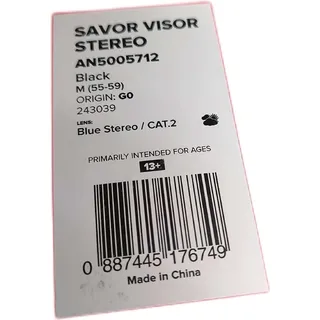 SAVOR VISOR
STEREO
AN5005712
Black
M (55-59)
ORIGIN: GO
243039
LENS:
Blue Stereo / CAT.2
PRIMARILY INTENDED FOR AGES
13+
0 887445 176749
Made in China